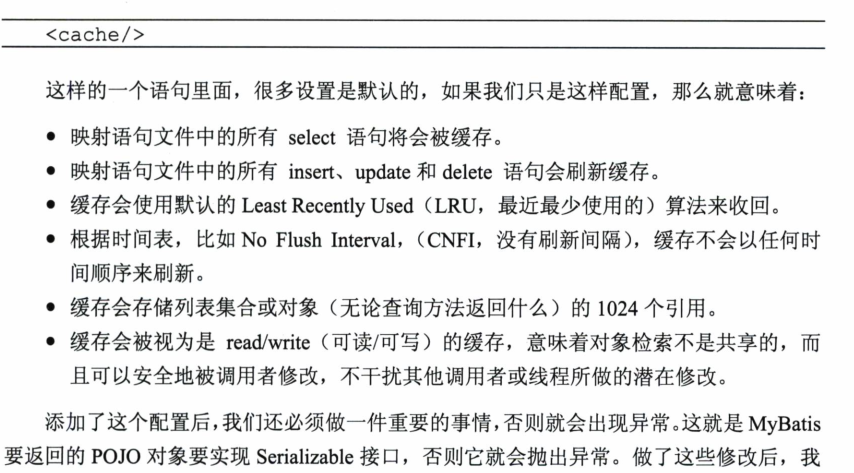 <cache/>
这样的一个语句里面，很多设置是默认的，如果我们只是这样配置，那么就意味着：
● 映射语句文件中的所有 select 语句将会被缓存。
● 映射语句文件中的所有 insert、update 和 delete 语句会刷新缓存。
● 缓存会使用默认的 Least Recently Used（LRU，最近最少使用的）算法来收回。
● 根据时间表，比如 No Flush Interval，（CNFI，没有刷新间隔），缓存不会以任何时
间顺序来刷新。
● 缓存会存储列表集合或对象（无论查询方法返回什么）的 1024 个引用。
● 缓存会被视为是 read/write（可读/可写）的缓存，意味着对象检索不是共享的，而
且可以安全地被调用者修改，不干扰其他调用者或线程所做的潜在修改。
添加了这个配置后，我们还必须做一件重要的事情，否则就会出现异常。这就是 MyBatis
要返回的 POJO 对象要实现 Serializable 接口，否则它就会抛出异常。做了这些修改后，我